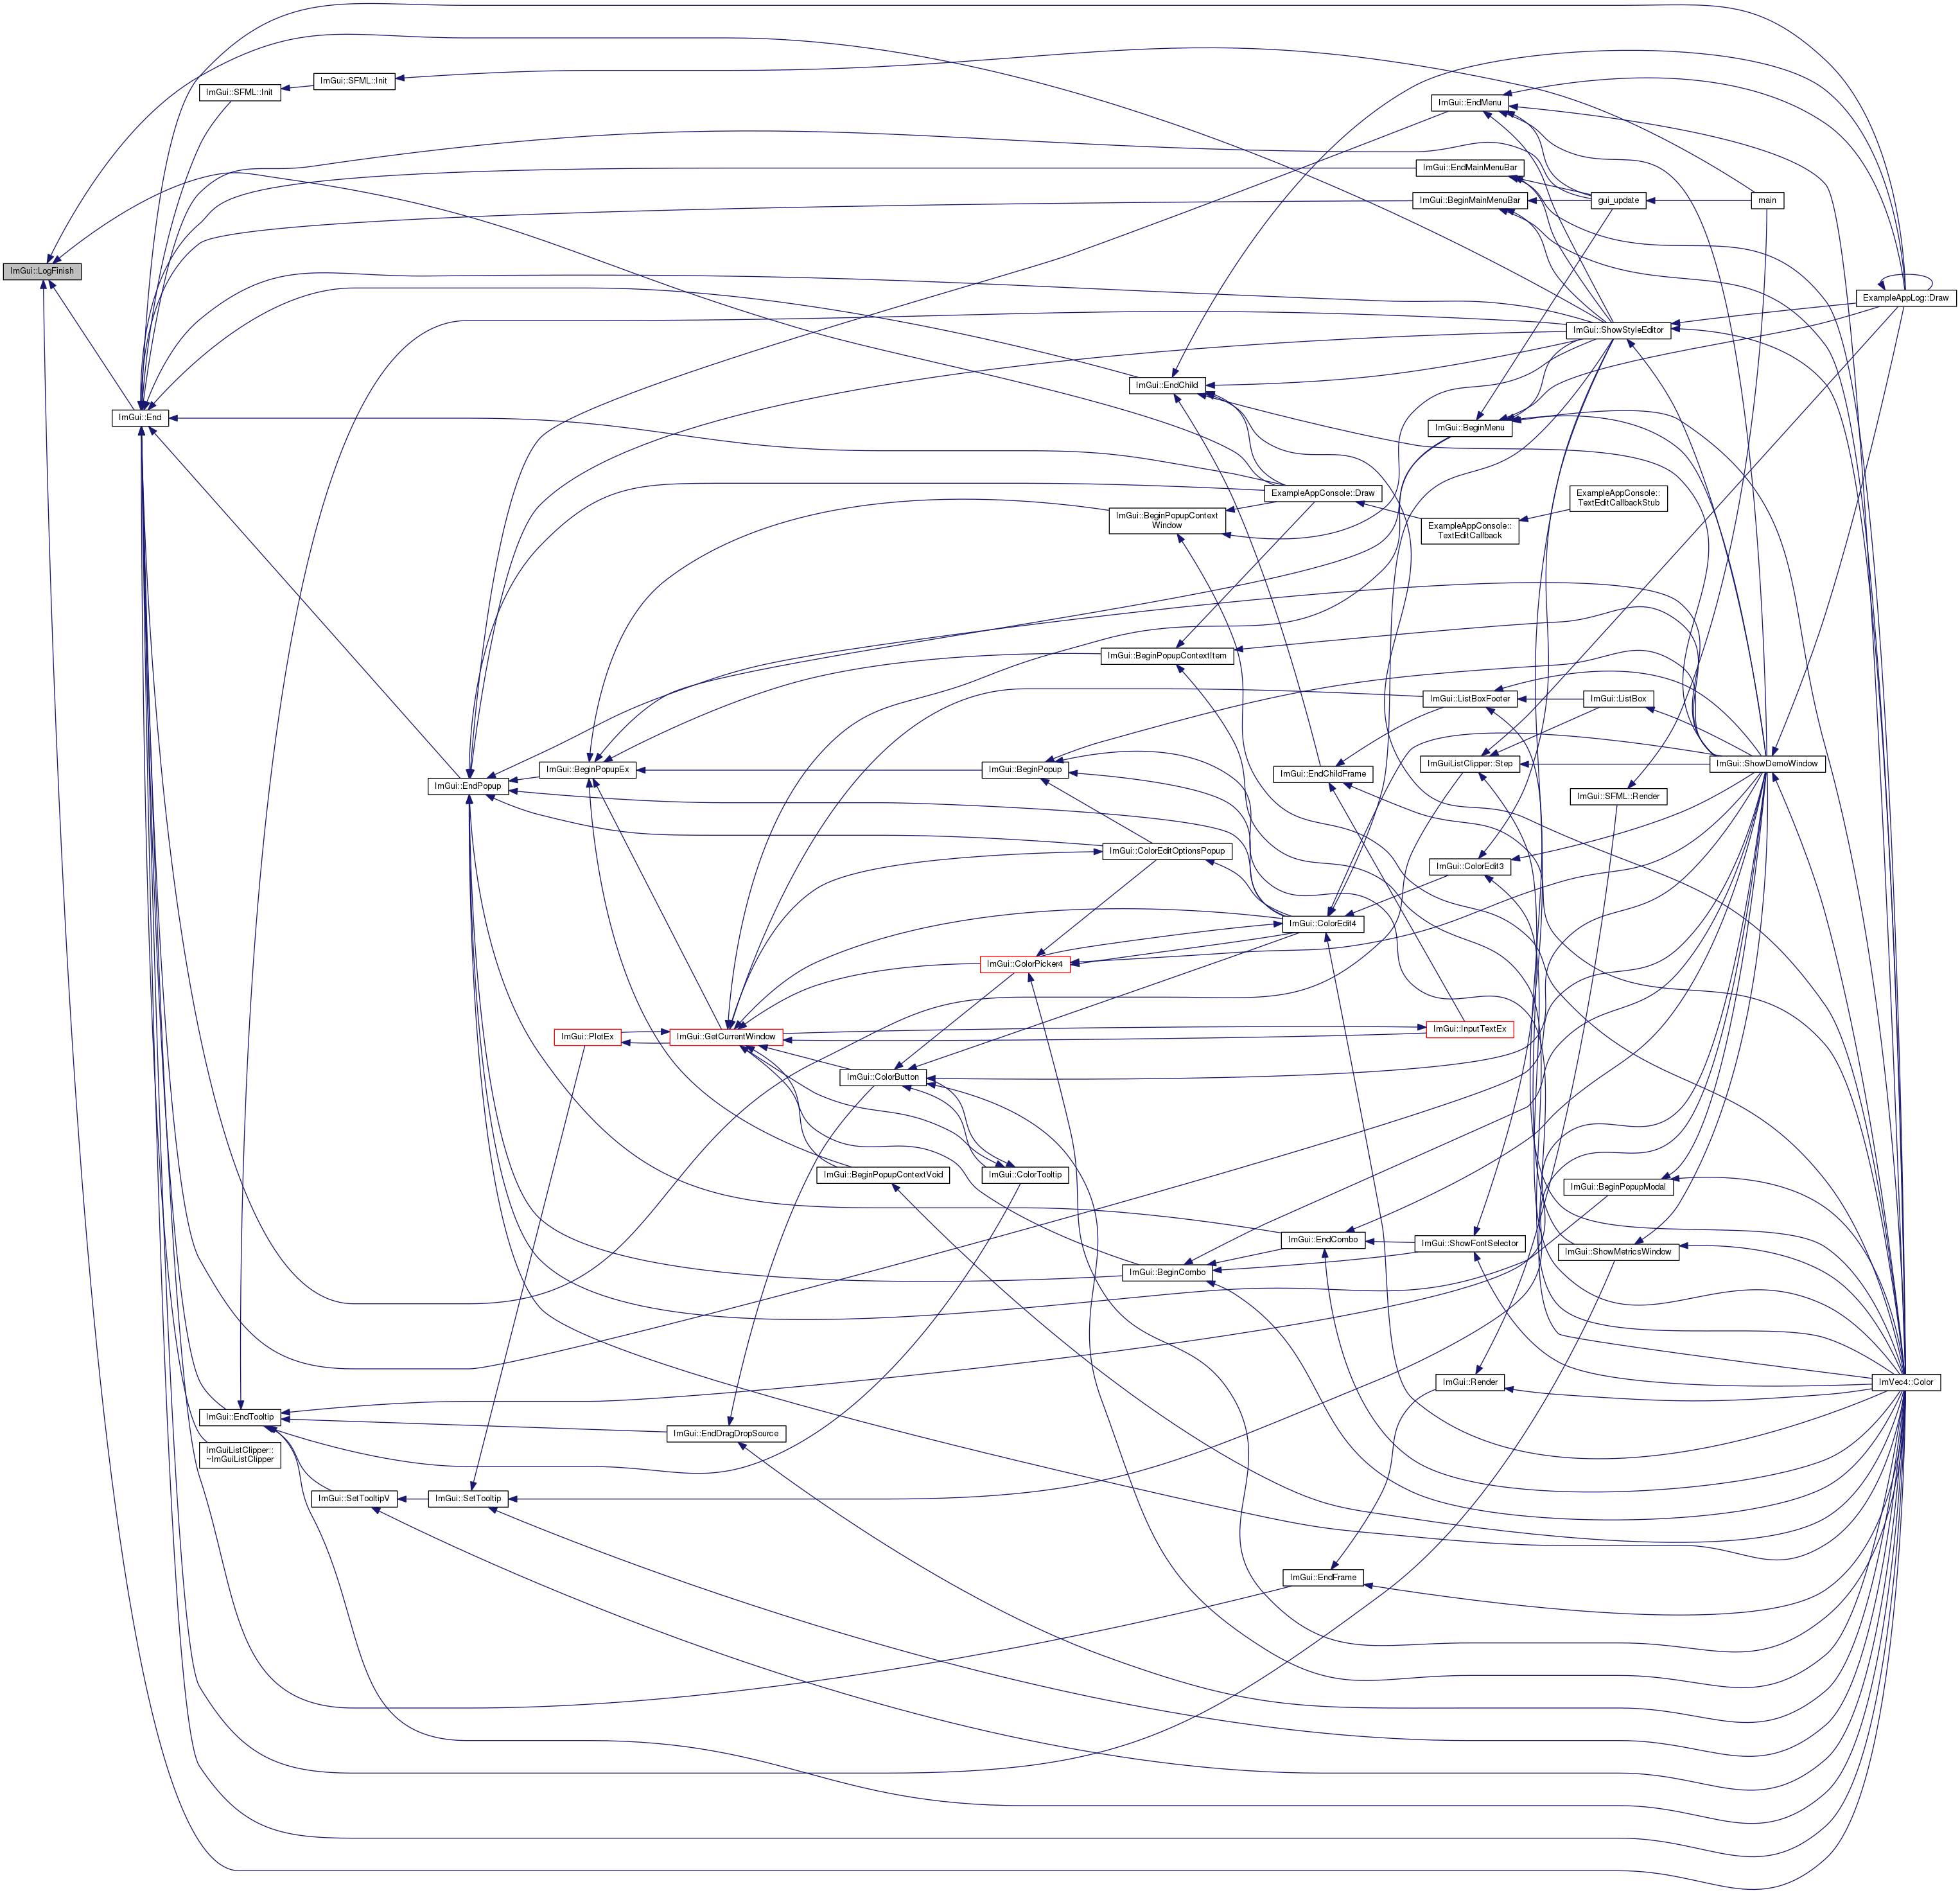 ImGui::SFML::Init
ImGui::SFML::Init
ImGui::EndMenu
ImGui::EndMainMenuBar
ImGui::BeginMainMenuBar
gui_update
main
ImGui::LogFinish
ExampleAppLog::Draw
ImGui::ShowStyleEditor
ImGui::EndChild
ImGui::End
ImGui::BeginMenu
ExampleAppConsole::Draw
ExampleAppConsole::
TextEditCallbackStub
ImGui::BeginPopupContext
Window
ExampleAppConsole::
TextEditCallback
ImGui::BeginPopupContextItem
ImGui::ListBoxFooter
ImGui::ListBox
ImGui::BeginPopupEx
ImGui::BeginPopup
ImGui::EndChildFrame
ImGuiListClipper::Step
ImGui::ShowDemoWindow
ImGui::EndPopup
ImGui::SFML::Render
ImGui::ColorEditOptionsPopup
ImGui::ColorEdit3
ImGui::ColorEdit4
ImGui::ColorPicker4
ImGui::PlotEx
ImGui::GetCurrentWindow
ImGui::InputTextEx
ImGui::ColorButton
ImGui::BeginPopupContextVoid
ImGui::ColorTooltip
ImGui::BeginPopupModal
ImGui::EndCombo
ImGui::ShowFontSelector
ImGui::ShowMetricsWindow
ImGui::BeginCombo
ImGui::Render
ImVec4::Color
ImGui::EndTooltip
ImGui::EndDragDropSource
ImGuiListClipper::
~ImGuiListClipper
ImGui::SetTooltipV
ImGui::SetTooltip
ImGui::EndFrame